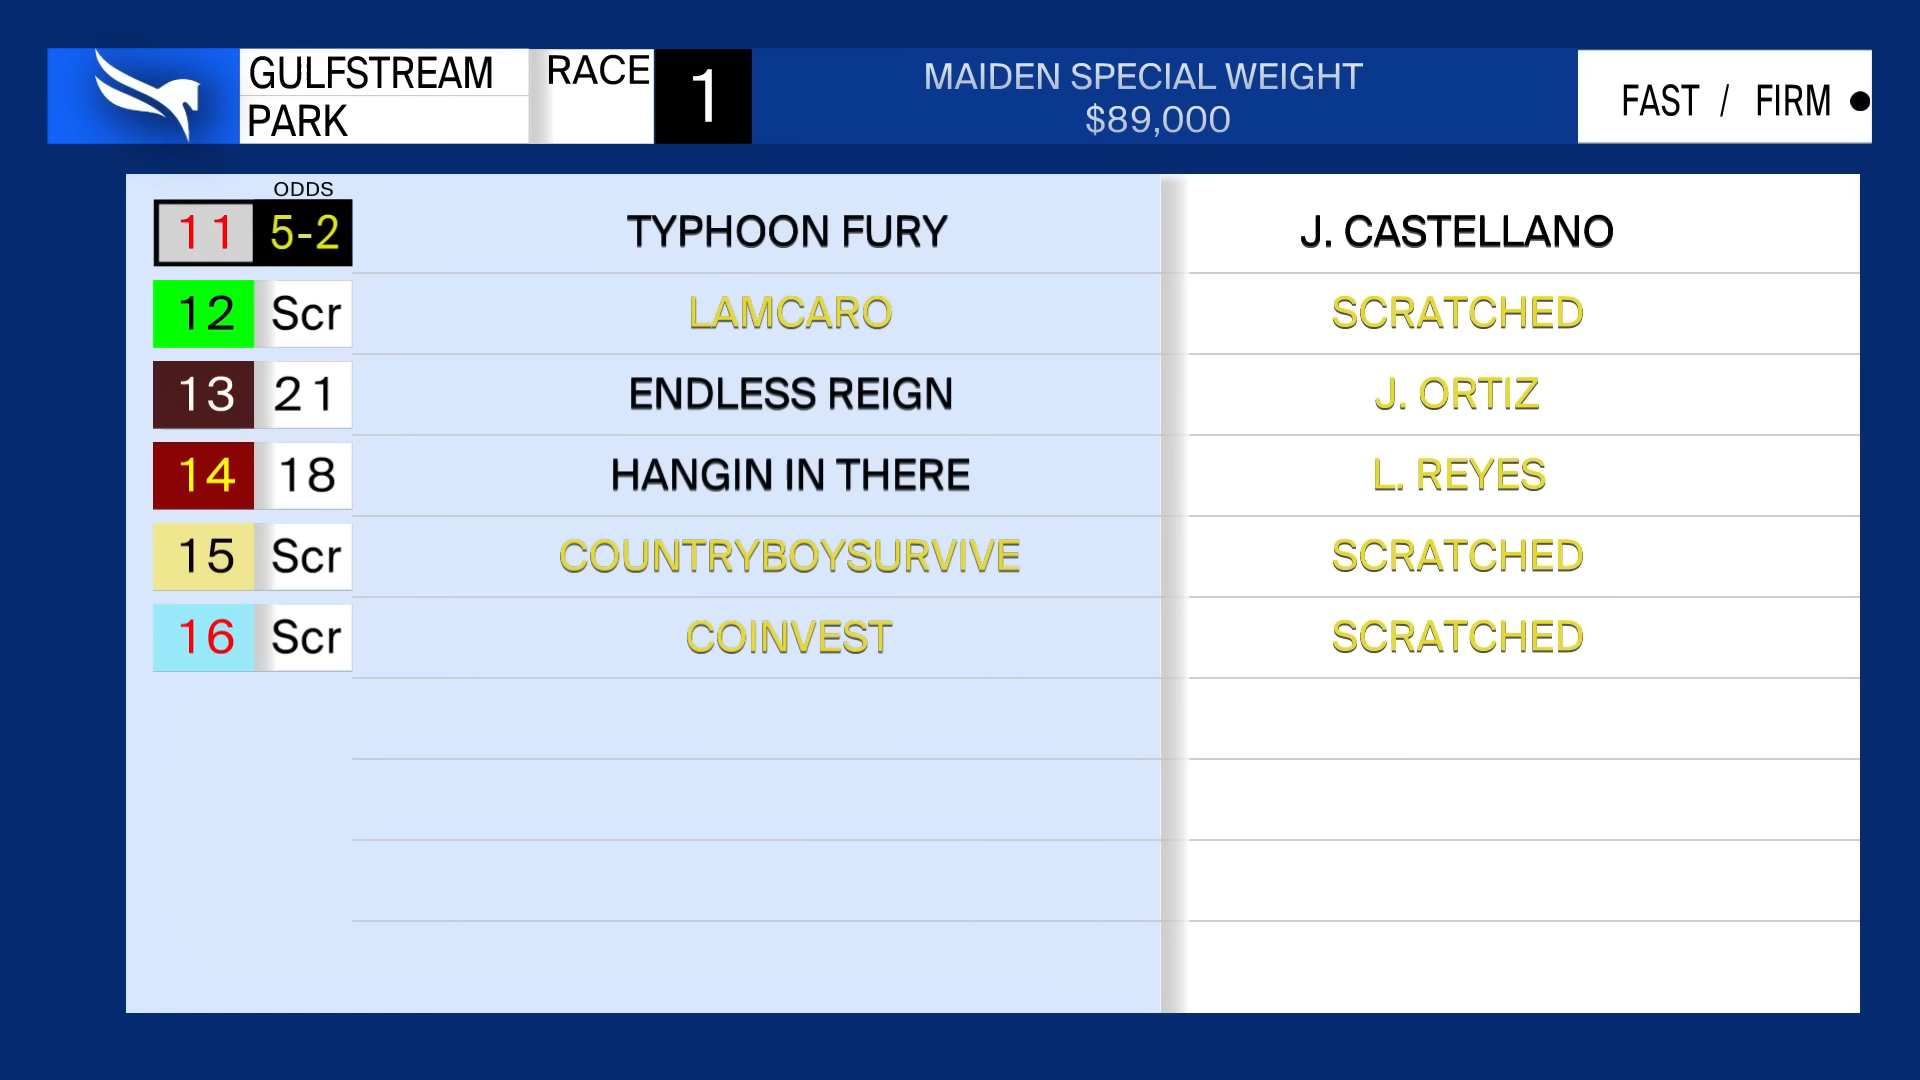 GULFSTREAM PARK RACE 1 MAIDEN SPECIAL WEIGHT $89,000 FAST / FIRM ●
ODDS
11 5-2 TYPHOON FURY J. CASTELLANO
12 Scr LAMCARO SCRATCHED
13 21 ENDLESS REIGN J. ORTIZ
14 18 HANGIN IN THERE L. REYES
15 Scr COUNTRYBOYSURVIVE SCRATCHED
16 Scr COINVEST SCRATCHED